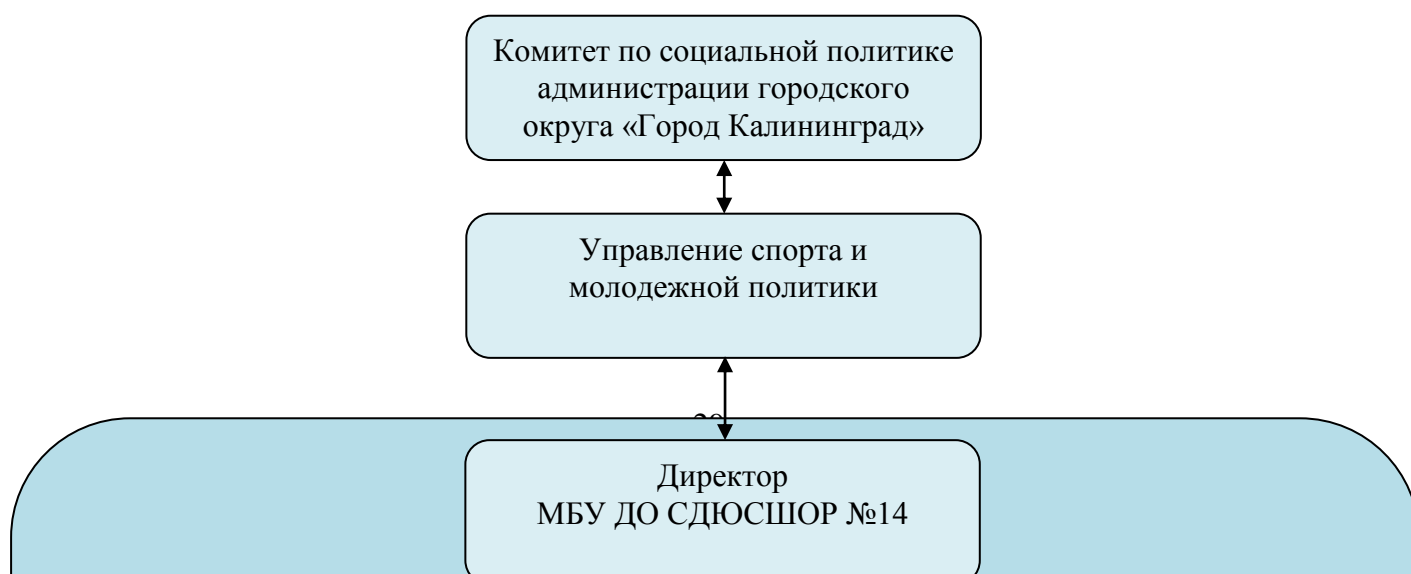 Комитет по социальной политике
администрации городского
округа «Город Калининград»
Управление спорта и
молодежной политики
Директор
МБУ ДО СДЮСШОР №14